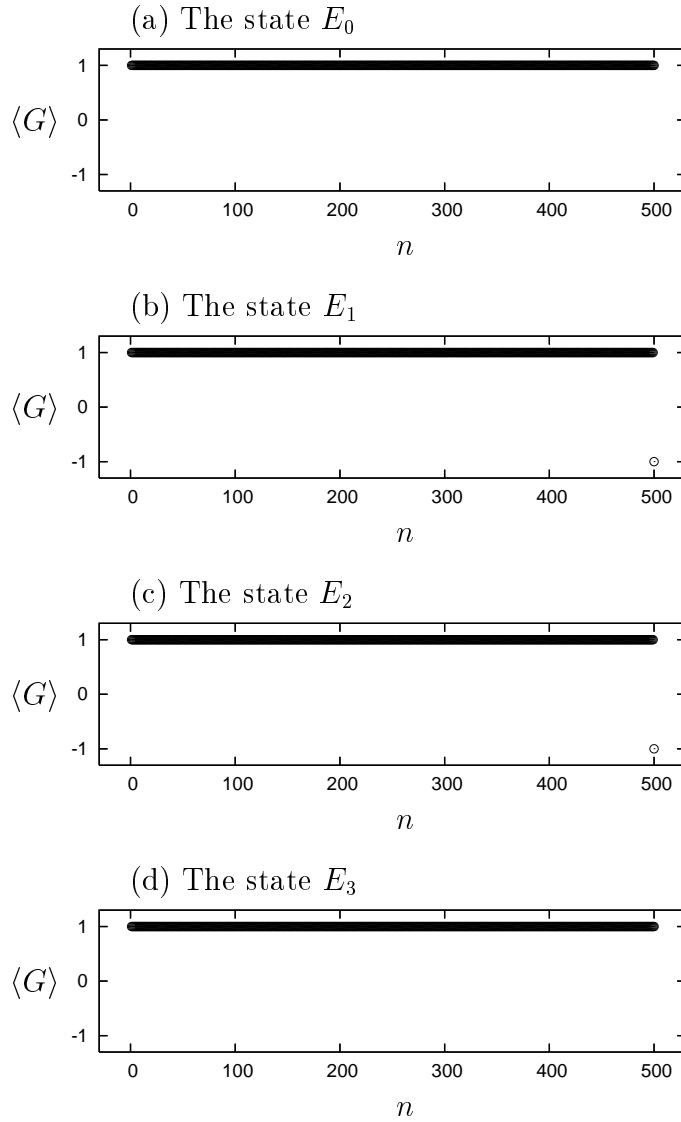 (a) The state E₀
1
⟨G⟩ 0
-1
0 100 200 300 400 500
n
(b) The state E₁
1
⟨G⟩ 0
-1
0 100 200 300 400 500
n
(c) The state E₂
1
⟨G⟩ 0
-1
0 100 200 300 400 500
n
(d) The state E₃
1
⟨G⟩ 0
-1
0 100 200 300 400 500
n